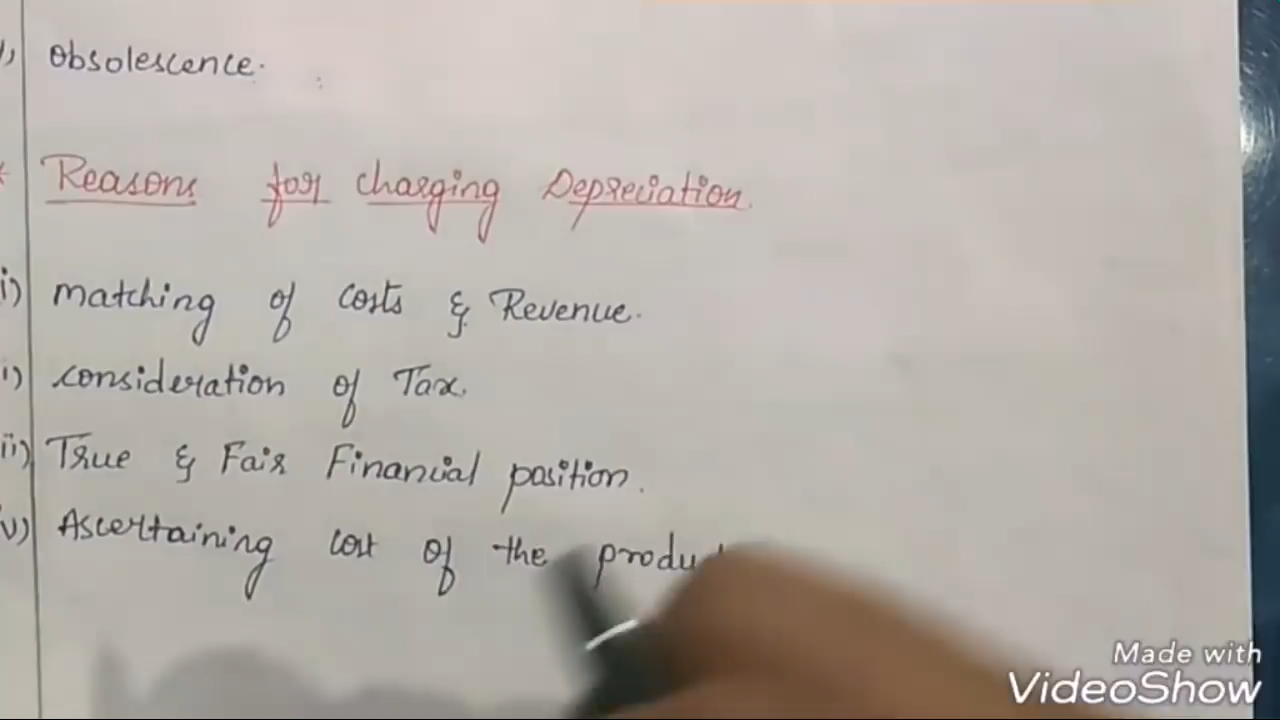 obsolescence.
Reasons for charging Depreciation.
i) matching of costs & Revenue.
i) consideration of Tax.
ii) True & Fair Financial position.
v) Ascertaining cost of the
Made with
VideoShow